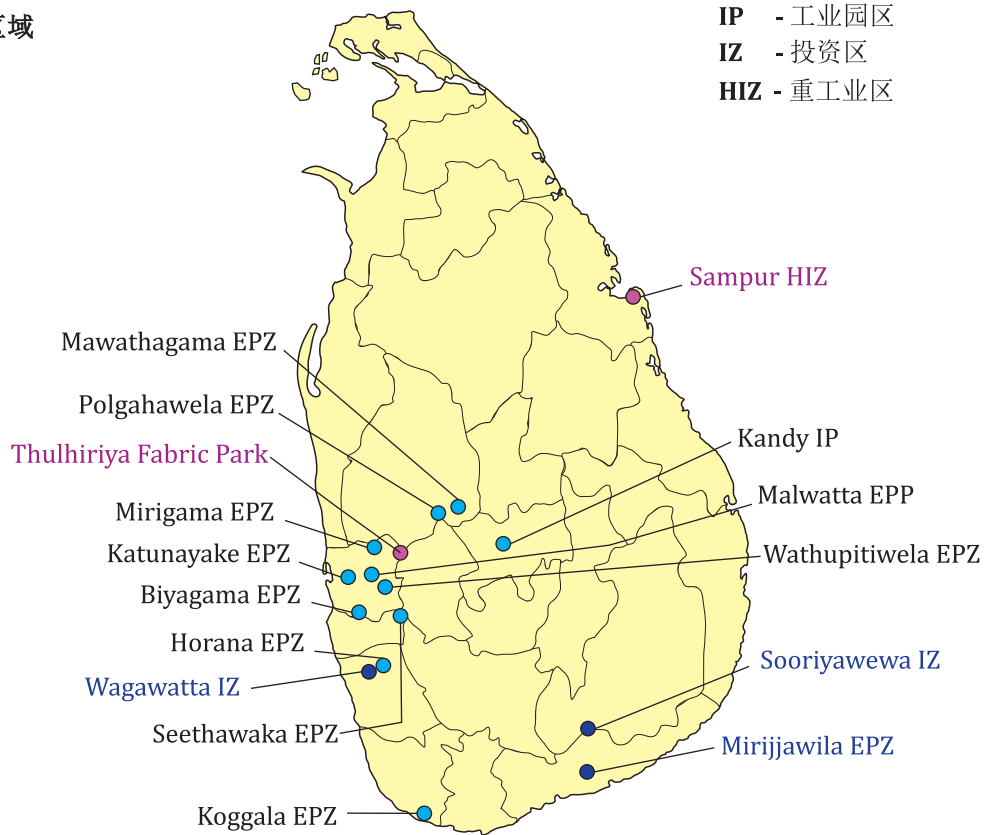 区域
IP - 工业园区
IZ - 投资区
HIZ - 重工业区
Sampur HIZ
Mawathagama EPZ
Polgahawela EPZ
Thulhiriya Fabric Park
Kandy IP
Malwatta EPP
Mirigama EPZ
Katunayake EPZ
Wathupitiwela EPZ
Biyagama EPZ
Horana EPZ
Sooriyawewa IZ
Wagawatta IZ
Seethawaka EPZ
Mirijjawila EPZ
Koggala EPZ